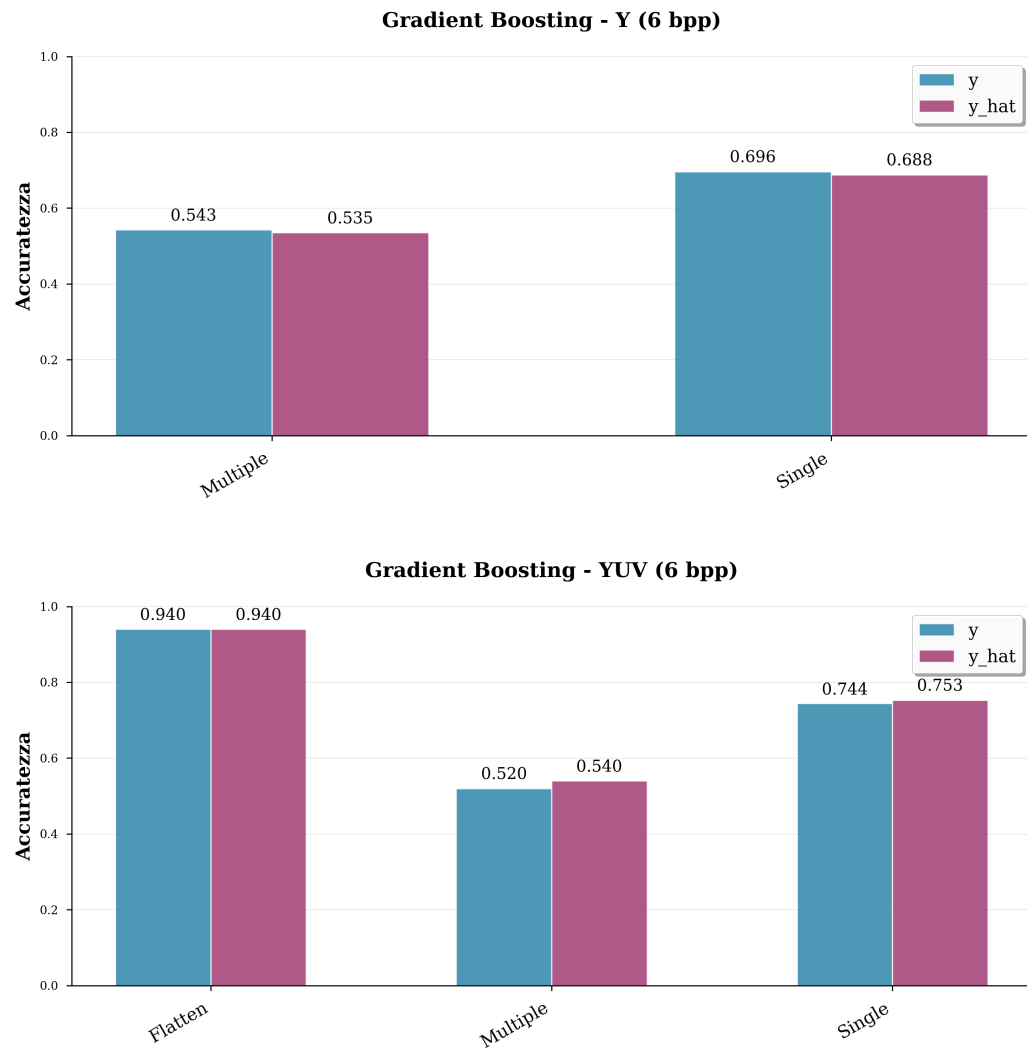 Gradient Boosting - Y (6 bpp)
1.0
y
y_hat
0.8
0.696
0.688
0.6
0.543
0.535
Accuratezza
0.4
0.2
0.0
Multiple
Single
Gradient Boosting - YUV (6 bpp)
1.0
0.940
0.940
y
y_hat
0.8
0.744
0.753
0.6
0.520
0.540
Accuratezza
0.4
0.2
0.0
Flatten
Multiple
Single